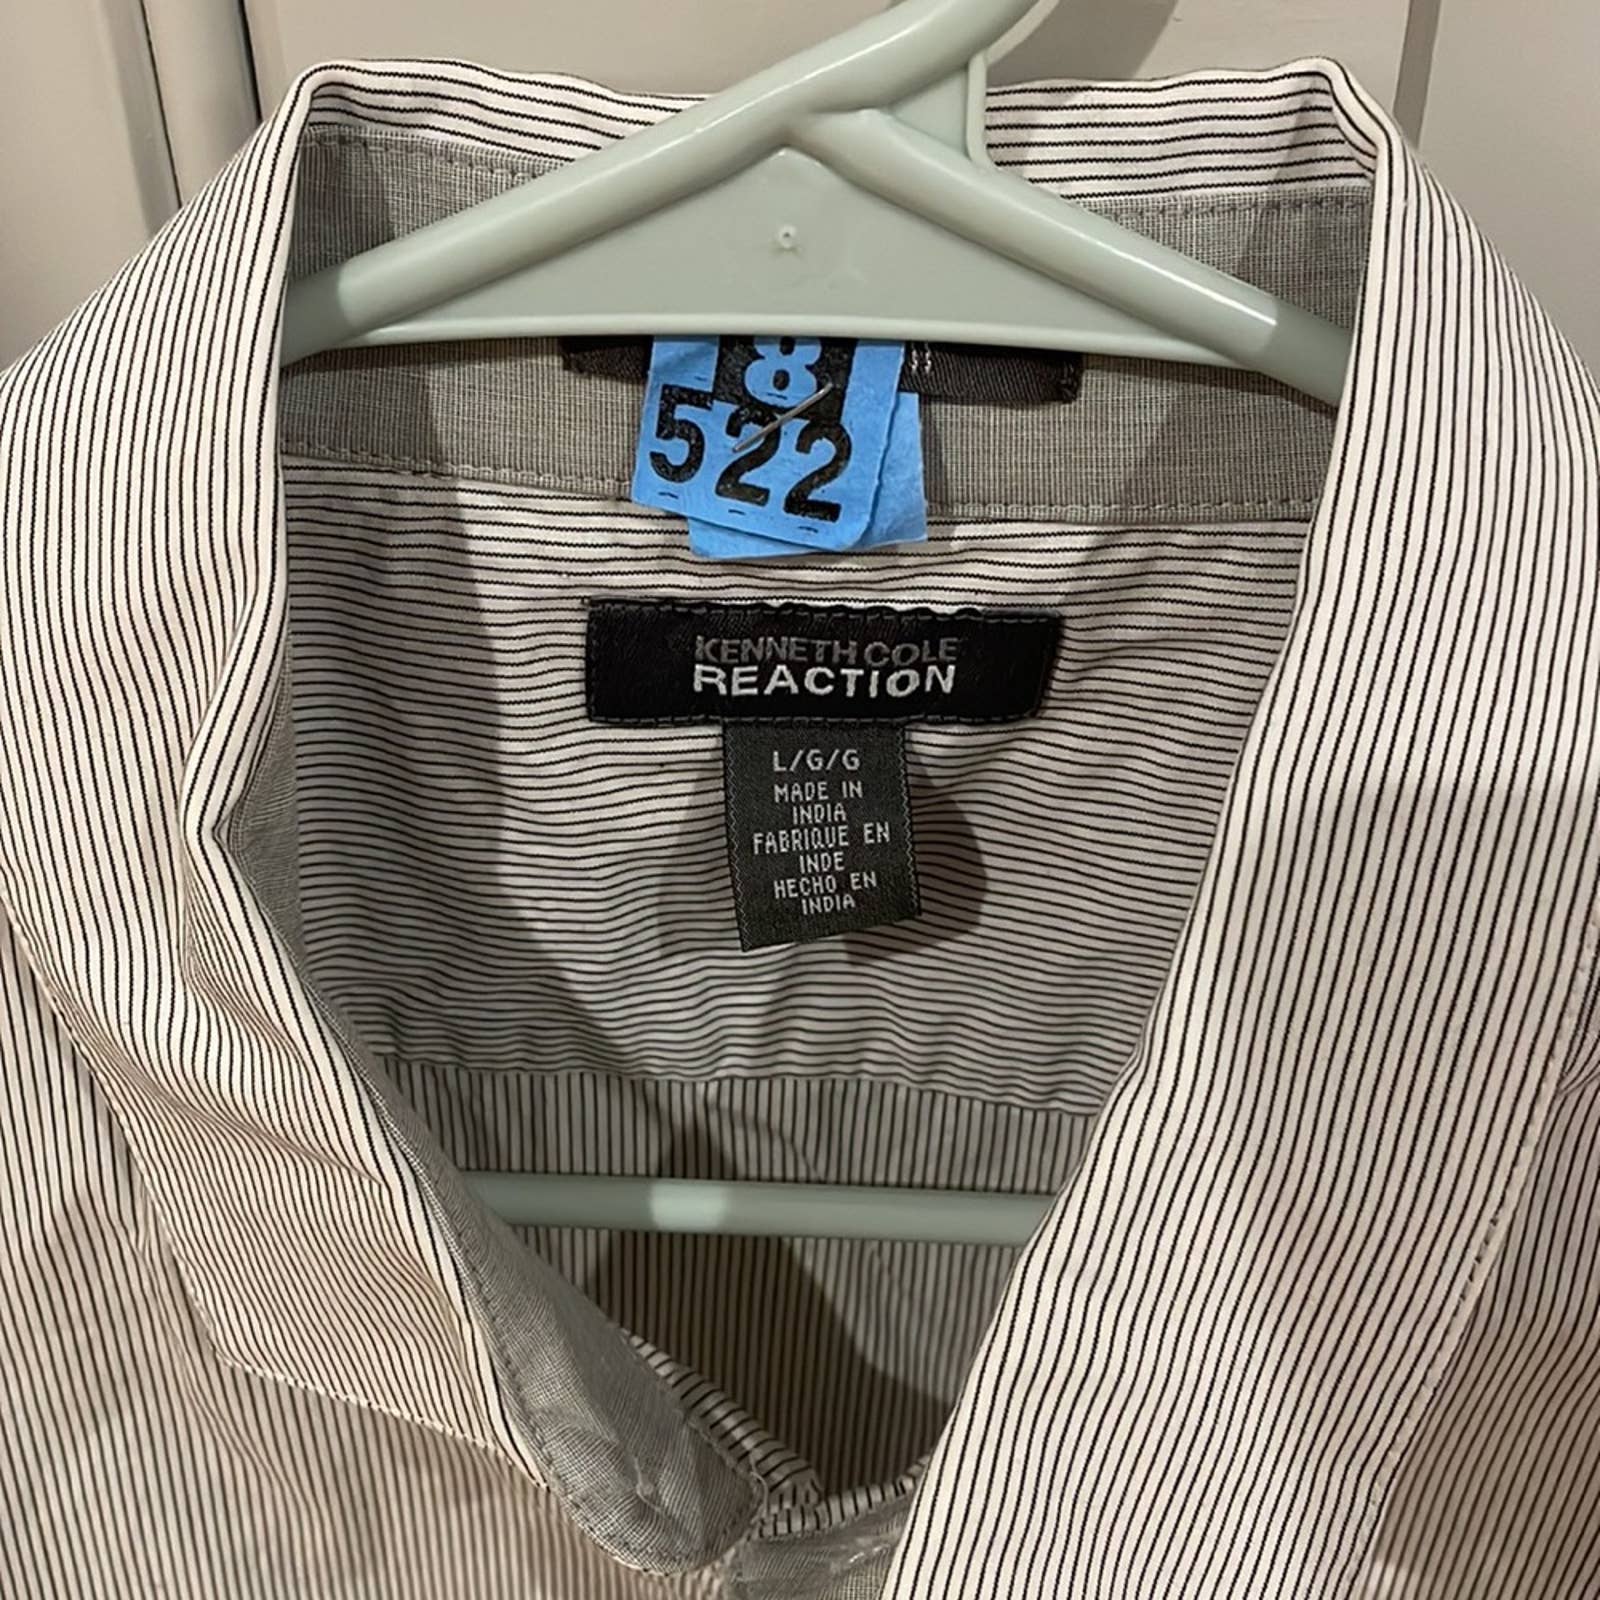 8
522
KENNETH COLE
REACTION
L/G/G
MADE IN
INDIA
FABRIQUE EN
INDE
HECHO EN
INDIA